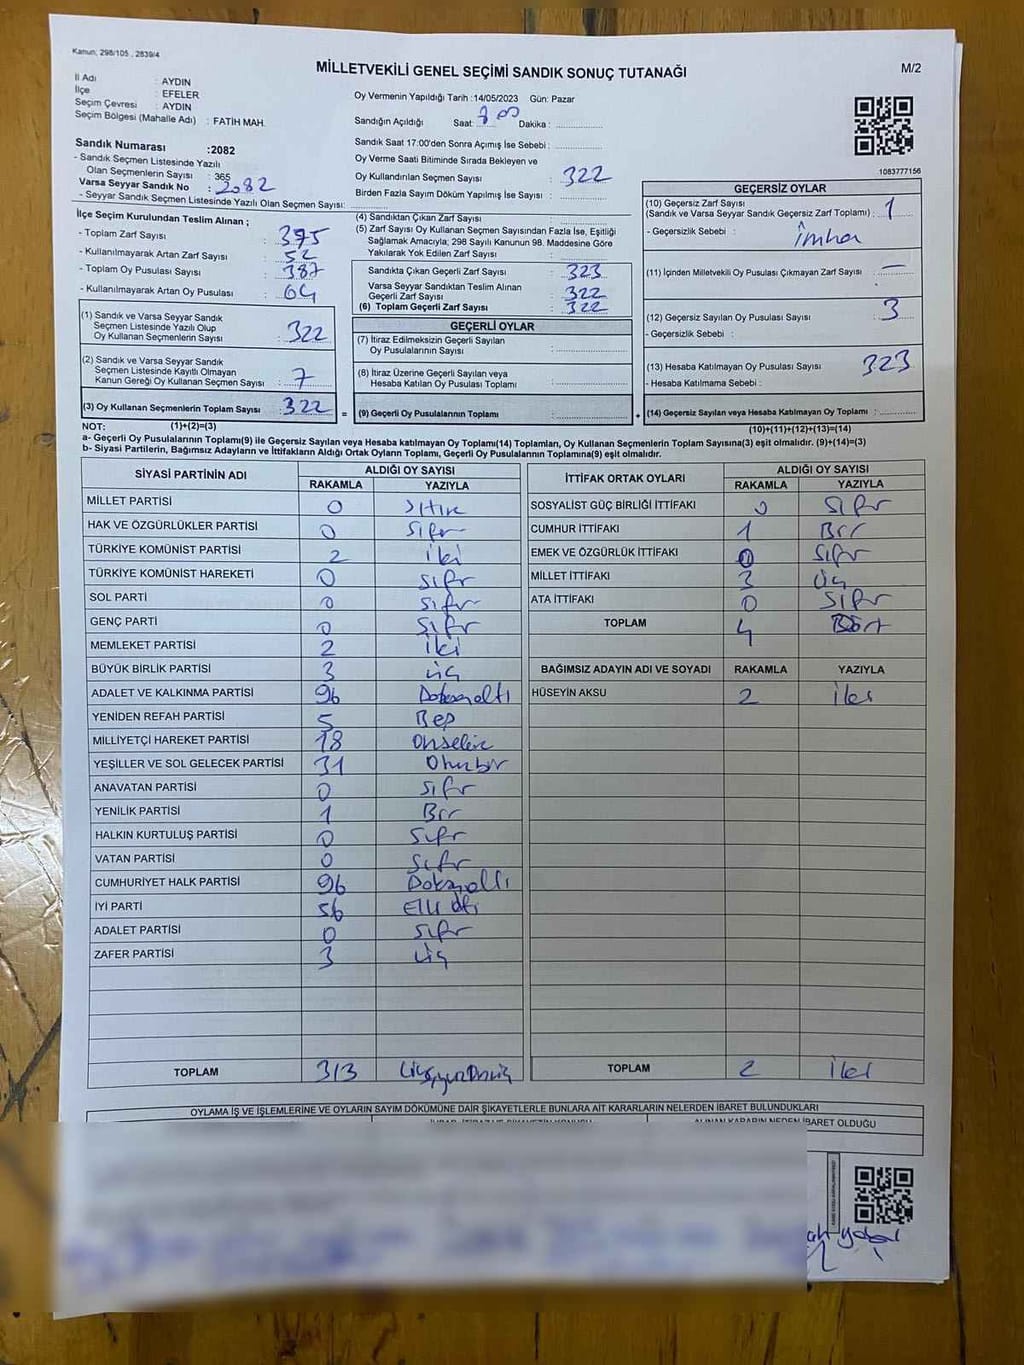 Kanun; 298/105 , 2839/4
MİLLETVEKİLİ GENEL SEÇİMİ SANDIK SONUÇ TUTANAĞI
M/2
İl Adı : AYDIN
İlçe : EFELER
Seçim Çevresi : AYDIN
Seçim Bölgesi (Mahalle Adı) : FATİH MAH.
Sandık Numarası :2082
- Sandık Seçmen Listesinde Yazılı
Olan Seçmenlerin Sayısı : 365
Varsa Seyyar Sandık No : 2082
- Seyyar Sandık Seçmen Listesinde Yazılı Olan Seçmen Sayısı:
İlçe Seçim Kurulundan Teslim Alınan ;
- Toplam Zarf Sayısı : 375
- Kullanılmayarak Artan Zarf Sayısı : 52
- Toplam Oy Pusulası Sayısı : 387
- Kullanılmayarak Artan Oy Pusulası : 64
(1) Sandık ve Varsa Seyyar Sandık
Seçmen Listesinde Yazılı Olup
Oy Kullanan Seçmenlerin Sayısı : 322
(2) Sandık ve Varsa Seyyar Sandık
Seçmen Listesinde Kayıtlı Olmayan
Kanun Gereği Oy Kullanan Seçmen Sayısı : 7
(3) Oy Kullanan Seçmenlerin Toplam Sayısı : 322
Oy Vermenin Yapıldığı Tarih :14/05/2023 Gün: Pazar
Sandığın Açıldığı Saat: Dakika :
Sandık Saat 17:00'den Sonra Açımış İse Sebebi :
Oy Verme Saati Bitiminde Sırada Bekleyen ve
Oy Kullandırılan Seçmen Sayısı : 322
Birden Fazla Sayım Döküm Yapılmış İse Sayısı :
(4) Sandıktan Çıkan Zarf Sayısı :
(5) Zarf Sayısı Oy Kullanan Seçmen Sayısından Fazla İse, Eşitliği
Sağlamak Amacıyla; 298 Sayılı Kanunun 98. Maddesine Göre
Yakılarak Yok Edilen Zarf Sayısı :
Sandıkta Çıkan Geçerli Zarf Sayısı : 323
Varsa Seyyar Sandıktan Teslim Alınan
Geçerli Zarf Sayısı : 322
(6) Toplam Geçerli Zarf Sayısı : 322
GEÇERLİ OYLAR
(7) İtiraz Edilmeksizin Geçerli Sayılan
Oy Pusulalarının Sayısı :
(8) İtiraz Üzerine Geçerli Sayılan veya
Hesaba Katılan Oy Pusulası Toplamı :
= (9) Geçerli Oy Pusulalarının Toplamı :
1083777156
GEÇERSİZ OYLAR
(10) Geçersiz Zarf Sayısı
(Sandık ve Varsa Seyyar Sandık Geçersiz Zarf Toplamı) : 1
- Geçersizlik Sebebi : İmha
(11) İçinden Milletvekili Oy Pusulası Çıkmayan Zarf Sayısı : —
(12) Geçersiz Sayılan Oy Pusulası Sayısı : 3
- Geçersizlik Sebebi :
(13) Hesaba Katılmayan Oy Pusulası Sayısı : 323
- Hesaba Katılmama Sebebi :
+ (14) Geçersiz Sayılan veya Hesaba Katılmayan Oy Toplamı :
NOT: (1)+(2)=(3)
(10)+(11)+(12)+(13)=(14)
a- Geçerli Oy Pusulalarının Toplamı(9) ile Geçersiz Sayılan veya Hesaba katılmayan Oy Toplamı(14) Toplamları, Oy Kullanan Seçmenlerin Toplam Sayısına(3) eşit olmalıdır. (9)+(14)=(3)
b- Siyasi Partilerin, Bağımsız Adayların ve İttifakların Aldığı Ortak Oyların Toplamı, Geçerli Oy Pusulalarının Toplamına(9) eşit olmalıdır.
SİYASİ PARTİNİN ADI ALDIĞI OY SAYISI
RAKAMLA YAZIYLA
MİLLET PARTİSİ 0 sıfır
HAK VE ÖZGÜRLÜKLER PARTİSİ 0 sıfır
TÜRKİYE KOMÜNİST PARTİSİ 2 iki
TÜRKİYE KOMÜNİST HAREKETİ 0 sıfır
SOL PARTİ 0 sıfır
GENÇ PARTİ 0 sıfır
MEMLEKET PARTİSİ 2 iki
BÜYÜK BİRLİK PARTİSİ 3 üç
ADALET VE KALKINMA PARTİSİ 96 Doksanaltı
YENİDEN REFAH PARTİSİ 5 Beş
MİLLİYETÇİ HAREKET PARTİSİ 18 Onsekiz
YEŞİLLER VE SOL GELECEK PARTİSİ 31 Otuzbir
ANAVATAN PARTİSİ 0 sıfır
YENİLİK PARTİSİ 1 Bir
HALKIN KURTULUŞ PARTİSİ 0 sıfır
VATAN PARTİSİ 0 sıfır
CUMHURİYET HALK PARTİSİ 96 Doksanaltı
İYİ PARTİ 56 Elli altı
ADALET PARTİSİ 0 sıfır
ZAFER PARTİSİ 3 üç
TOPLAM 313
İTTİFAK ORTAK OYLARI ALDIĞI OY SAYISI
RAKAMLA YAZIYLA
SOSYALİST GÜÇ BİRLİĞİ İTTİFAKI 0 sıfır
CUMHUR İTTİFAKI 1 Bir
EMEK VE ÖZGÜRLÜK İTTİFAKI 0 sıfır
MİLLET İTTİFAKI 3 üç
ATA İTTİFAKI 0 sıfır
TOPLAM 4 Dört
BAĞIMSIZ ADAYIN ADI VE SOYADI RAKAMLA YAZIYLA
HÜSEYİN AKSU 2 iki
TOPLAM 2 iki
OYLAMA İŞ VE İŞLEMLERİNE VE OYLARIN SAYIM DÖKÜMÜNE DAİR ŞİKAYETLERLE BUNLARA AİT KARARLARIN NELERDEN İBARET BULUNDUKLARI
ALINAN KARARIN NEDEN İBARET OLDUĞU